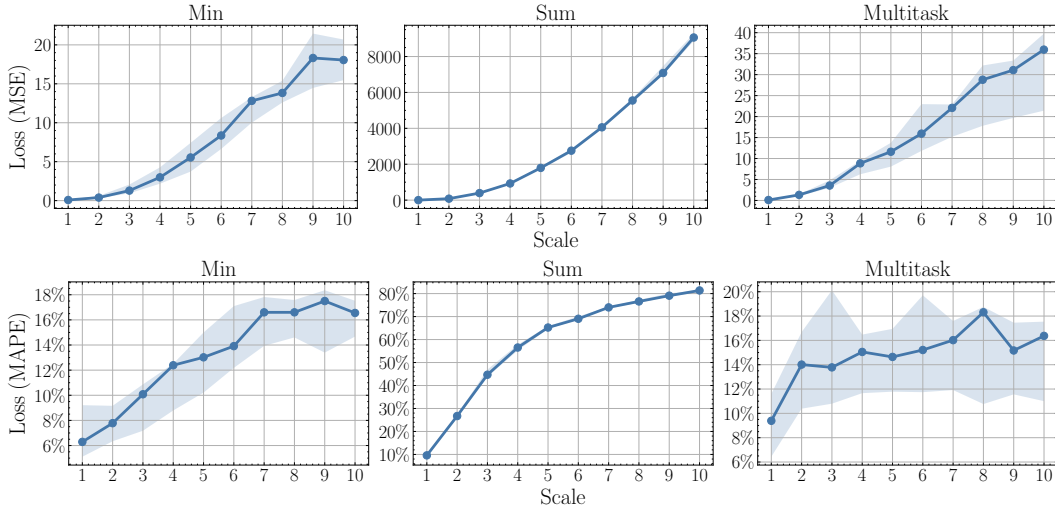 Min
Sum
Multitask
Loss (MSE)
20
15
10
5
0
1 2 3 4 5 6 7 8 9 10
8000
6000
4000
2000
0
1 2 3 4 5 6 7 8 9 10
40
35
30
25
20
15
10
5
0
1 2 3 4 5 6 7 8 9 10
Scale
Min
Sum
Multitask
Loss (MAPE)
18%
16%
14%
12%
10%
8%
6%
1 2 3 4 5 6 7 8 9 10
80%
70%
60%
50%
40%
30%
20%
10%
1 2 3 4 5 6 7 8 9 10
20%
18%
16%
14%
12%
10%
8%
6%
1 2 3 4 5 6 7 8 9 10
Scale